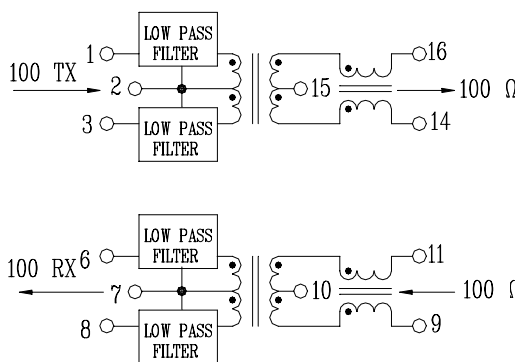 LOW PASS
FILTER
1
16
100 TX
2
15
100 Ω
3
14
LOW PASS
FILTER
LOW PASS
FILTER
6
11
100 RX
7
10
100 Ω
8
9
LOW PASS
FILTER